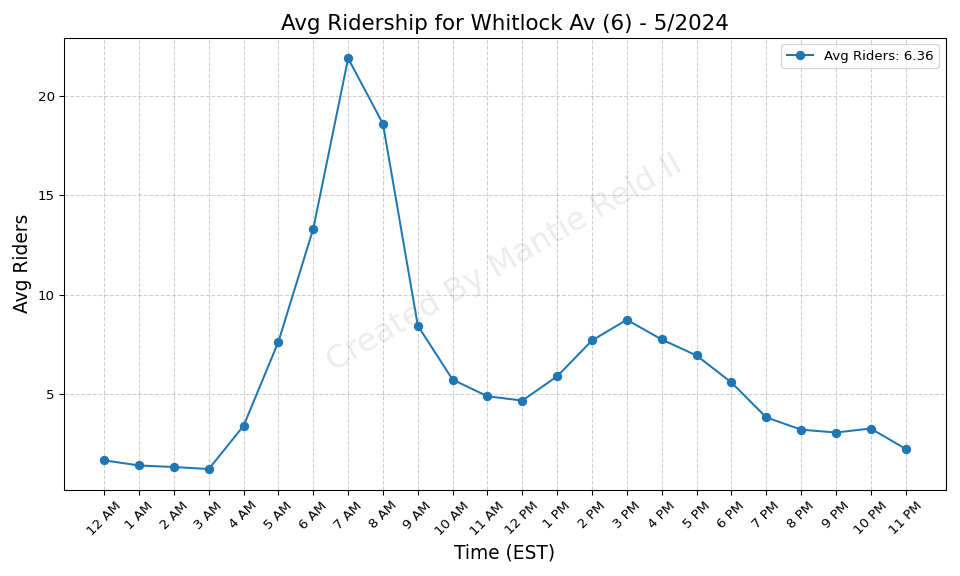 Avg Ridership for Whitlock Av (6) - 5/2024
Avg Riders: 6.36
Avg Riders
20
15
10
5
Created By Mantie Reid II
12 AM
1 AM
2 AM
3 AM
4 AM
5 AM
6 AM
7 AM
8 AM
9 AM
10 AM
11 AM
12 PM
1 PM
2 PM
3 PM
4 PM
5 PM
6 PM
7 PM
8 PM
9 PM
10 PM
11 PM
Time (EST)